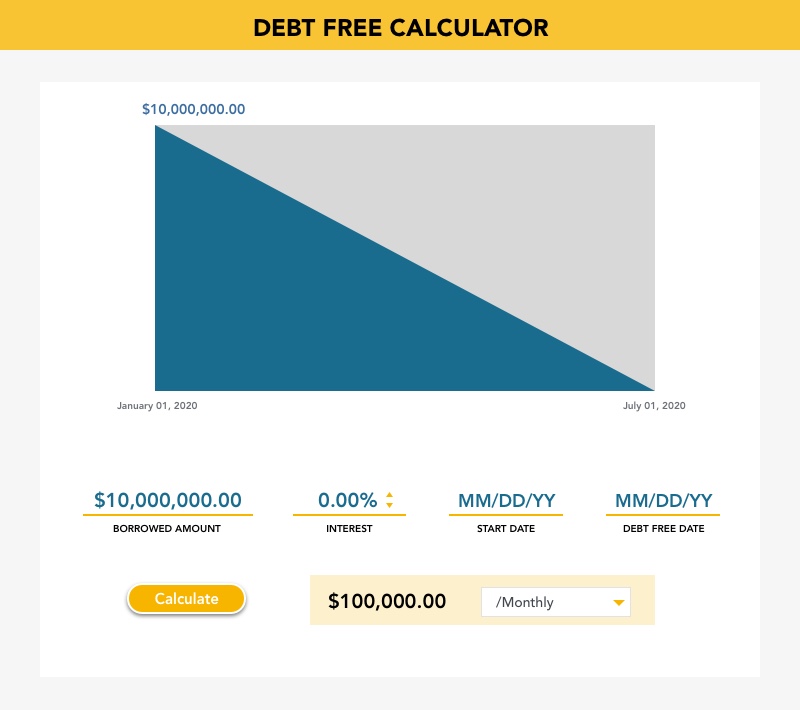 DEBT FREE CALCULATOR
$10,000,000.00
January 01, 2020 July 01, 2020
$10,000,000.00 0.00% MM/DD/YY MM/DD/YY
BORROWED AMOUNT INTEREST START DATE DEBT FREE DATE
Calculate $100,000.00 /Monthly